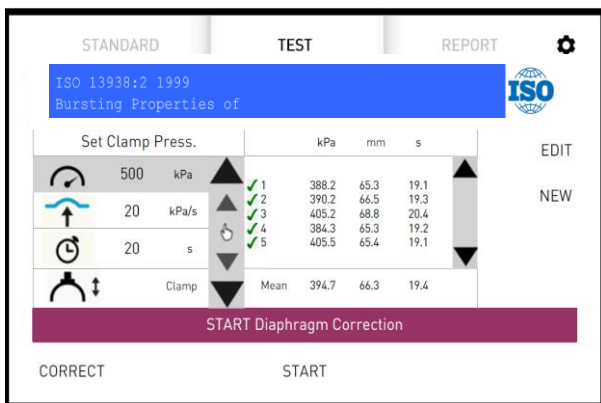 STANDARD TEST REPORT
ISO 13938:2 1999
Bursting Properties of
ISO
Set Clamp Press. kPa mm s
EDIT
500 kPa
1 388.2 65.3 19.1
2 390.2 66.5 19.3
NEW
20 kPa/s
3 405.2 68.8 20.4
4 384.3 65.3 19.2
5 405.5 65.4 19.1
20 s
Clamp Mean 394.7 66.3 19.4
START Diaphragm Correction
CORRECT START